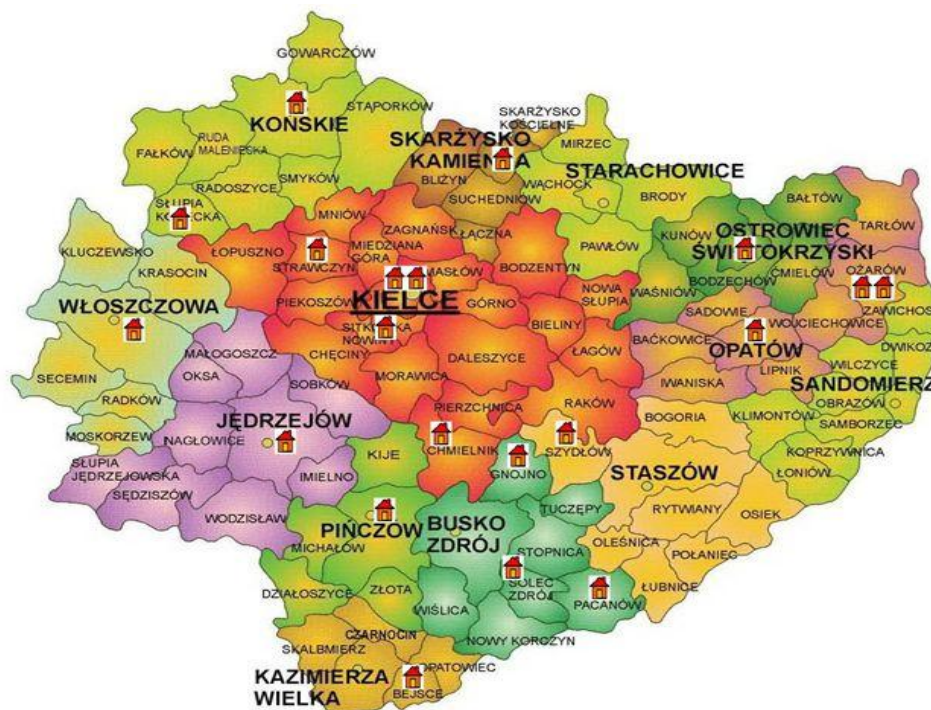 GOWARCZÓW
STĄPORKÓW
KOŃSKIE
SKARŻYSKO
KOŚCIELNE
RUDA
MALENIECKA
FAŁKÓW
SKARŻYSKO
KAMIENNA
MIRZEC
STARACHOWICE
RADOSZYCE
SMYKÓW
BLIŻYN
SUCHEDNIÓW
WĄCHOCK
BRODY
BAŁTÓW
SŁUPIA
KONECKA
MNIÓW
ZAGNAŃSK
ŁĄCZNA
TARŁÓW
KUNÓW
OSTROWIEC
ŚWIĘTOKRZYSKI
KLUCZEWSKO
ŁOPUSZNO
MIEDZIANA
GÓRA
PAWŁÓW
STRAWCZYN
MASŁÓW
BODZENTYN
BODZECHÓW
ĆMIELÓW
OŻARÓW
KRASOCIN
PIEKOSZÓW
KIELCE
GÓRNO
NOWA
SŁUPIA
WAŚNIÓW
SADOWIE
WOJCIECHOWICE
ZAWICHOST
WŁOSZCZOWA
SITKÓWKA
NOWINY
BIELINY
BAĆKOWICE
OPATÓW
DWIKOZY
MAŁOGOSZCZ
CHĘCINY
DALESZYCE
ŁAGÓW
LIPNIK
WILCZYCE
SECEMIN
OKSA
SOBKÓW
MORAWICA
IWANISKA
SANDOMIERZ
RADKÓW
PIERZCHNICA
RAKÓW
OBRAZÓW
JĘDRZEJÓW
BOGORIA
KLIMONTÓW
SAMBORZEC
MOSKORZEW
NAGŁOWICE
KIJE
CHMIELNIK
SZYDŁÓW
KOPRZYWNICA
SŁUPIA
JĘDRZEJOWSKA
IMIELNO
GNOJNO
STASZÓW
ŁONIÓW
SĘDZISZÓW
WODZISŁAW
PIŃCZÓW
BUSKO
ZDRÓJ
TUCZĘPY
RYTWIANY
OSIEK
MICHAŁÓW
STOPNICA
OLEŚNICA
POŁANIEC
DZIAŁOSZYCE
ZŁOTA
WIŚLICA
SOLEC
ZDRÓJ
PACANÓW
ŁUBNICE
CZARNOCIN
SKALBMIERZ
NOWY KORCZYN
KAZIMIERZA
WIELKA
OPATOWIEC
BEJSCE